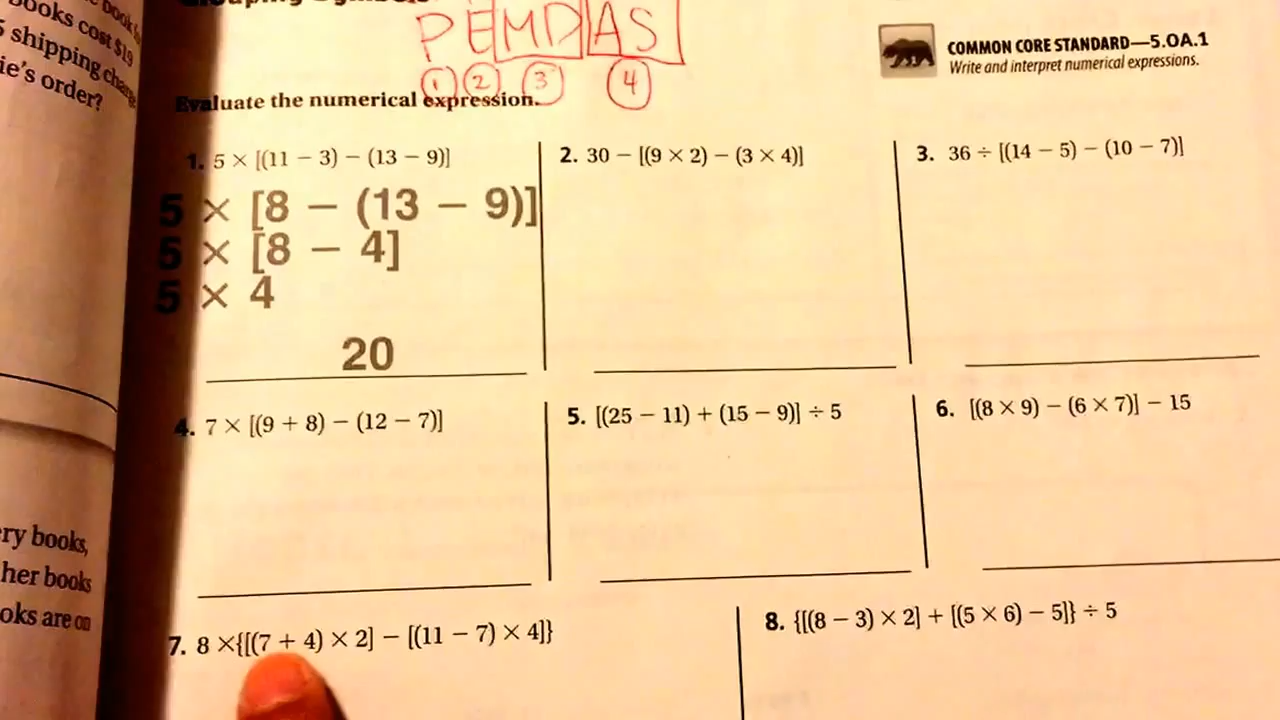 books cost $19
5 shipping
ie's order?
ry books,
her books
oks are on
PEMDAS
1 2 3 4
COMMON CORE STANDARD—5.OA.1
Write and interpret numerical expressions.
Evaluate the numerical expression.
1. 5 × [(11 − 3) − (13 − 9)]
5 × [8 − (13 − 9)]
5 × [8 − 4]
5 × 4
20
2. 30 − [(9 × 2) − (3 × 4)]
3. 36 ÷ [(14 − 5) − (10 − 7)]
4. 7 × [(9 + 8) − (12 − 7)]
5. [(25 − 11) + (15 − 9)] ÷ 5
6. [(8 × 9) − (6 × 7)] − 15
7. 8 ×{[(7 + 4) × 2] − [(11 − 7) × 4]}
8. {[(8 − 3) × 2] + [(5 × 6) − 5]} ÷ 5